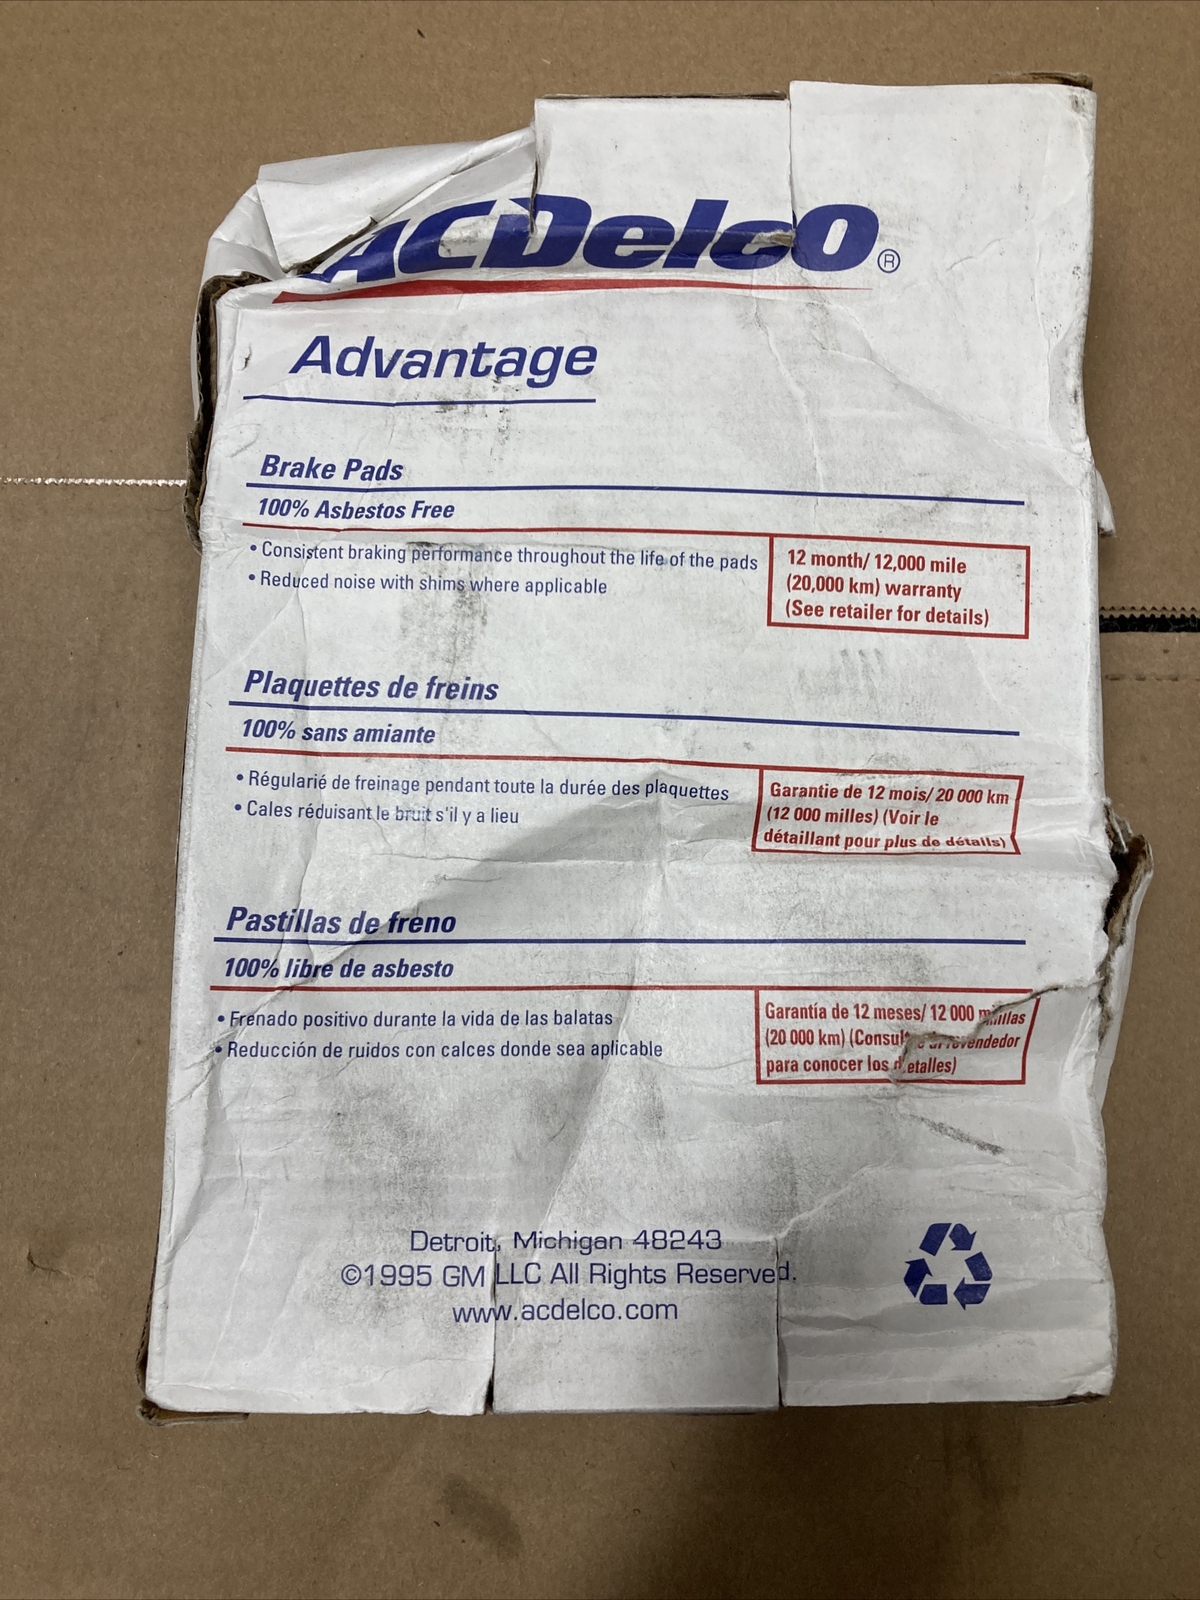 ACDelco®
Advantage
Brake Pads
100% Asbestos Free
• Consistent braking performance throughout the life of the pads
• Reduced noise with shims where applicable
12 month/ 12,000 mile
(20,000 km) warranty
(See retailer for details)
Plaquettes de freins
100% sans amiante
• Régularié de freinage pendant toute la durée des plaquettes
• Cales réduisant le bruit s'il y a lieu
Garantie de 12 mois/ 20 000 km
(12 000 milles) (Voir le
détaillant pour plus de détails)
Pastillas de freno
100% libre de asbesto
• Frenado positivo durante la vida de las balatas
• Reducción de ruidos con calces donde sea aplicable
Garantía de 12 meses/ 12 000 millas
(20 000 km) (Consulte al revendedor
para conocer los detalles)
Detroit, Michigan 48243
©1995 GM LLC All Rights Reserved.
www.acdelco.com